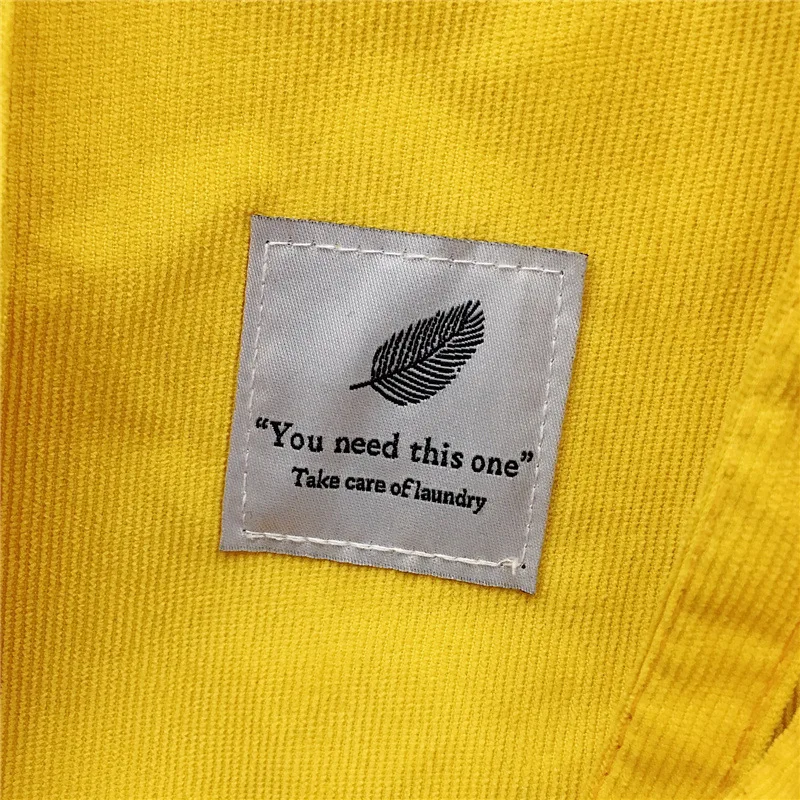 “You need this one”
Take care of laundry